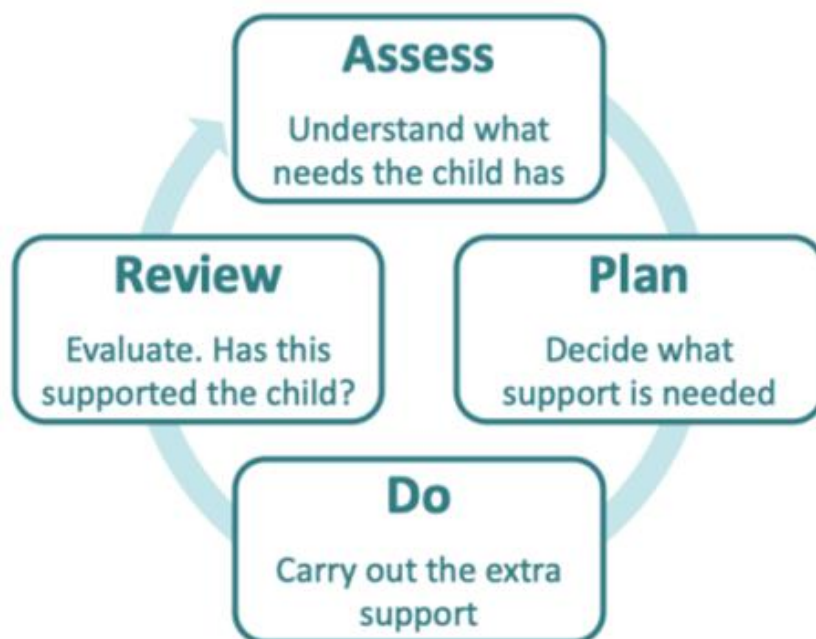 Assess
Understand what
needs the child has
Review
Evaluate. Has this
supported the child?
Plan
Decide what
support is needed
Do
Carry out the extra
support